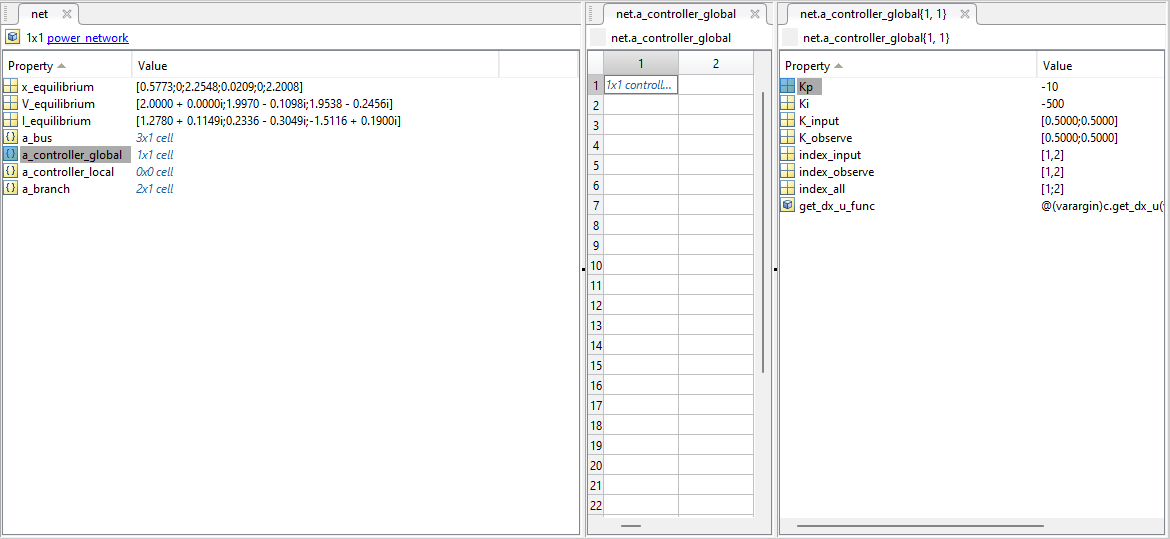 net
1x1 power_network
Property Value
x_equilibrium [0.5773;0;2.2548;0.0209;0;2.2008]
V_equilibrium [2.0000 + 0.0000i;1.9970 - 0.1098i;1.9538 - 0.2456i]
I_equilibrium [1.2780 + 0.1149i;0.2336 - 0.3049i;-1.5116 + 0.1900i]
a_bus 3x1 cell
a_controller_global 1x1 cell
a_controller_local 0x0 cell
a_branch 2x1 cell
net.a_controller_global
net.a_controller_global
1 2
1 1x1 controll...
2
3
4
5
6
7
8
9
10
11
12
13
14
15
16
17
18
19
20
21
22
net.a_controller_global{1, 1}
net.a_controller_global{1, 1}
Property Value
Kp -10
Ki -500
K_input [0.5000;0.5000]
K_observe [0.5000;0.5000]
index_input [1,2]
index_observe [1,2]
index_all [1;2]
get_dx_u_func @(varargin)c.get_dx_u(